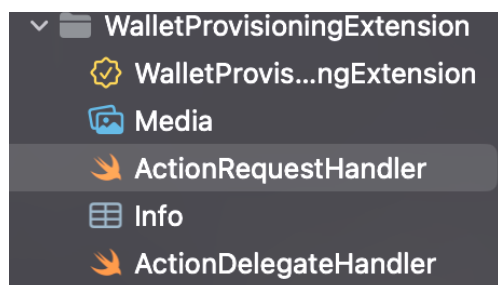 WalletProvisioningExtension
WalletProvis...ngExtension
Media
ActionRequestHandler
Info
ActionDelegateHandler